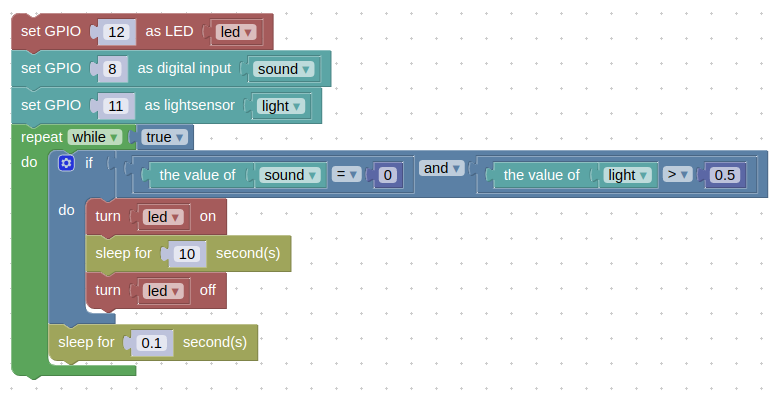 set GPIO 12 as LED led ▾
set GPIO 8 as digital input sound ▾
set GPIO 11 as lightsensor light ▾
repeat while ▾ true ▾
do if the value of sound ▾ = ▾ 0 and ▾ the value of light ▾ > ▾ 0.5
do turn led ▾ on
sleep for 10 second(s)
turn led ▾ off
sleep for 0.1 second(s)